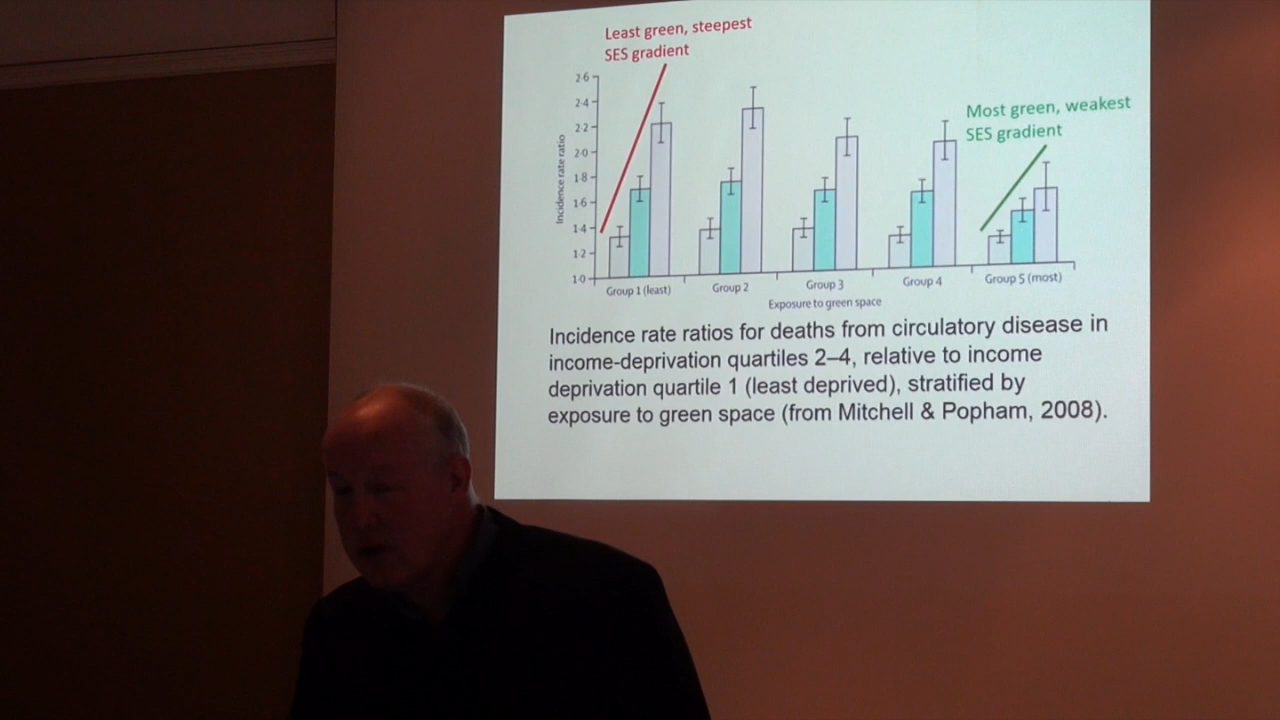 Least green, steepest
SES gradient
Most green, weakest
SES gradient
Incidence rate ratio
2·6
2·4
2·2
2·0
1·8
1·6
1·4
1·2
1·0
Group 1 (least)
Group 2
Group 3
Group 4
Group 5 (most)
Exposure to green space
Incidence rate ratios for deaths from circulatory disease in
income-deprivation quartiles 2–4, relative to income
deprivation quartile 1 (least deprived), stratified by
exposure to green space (from Mitchell & Popham, 2008).